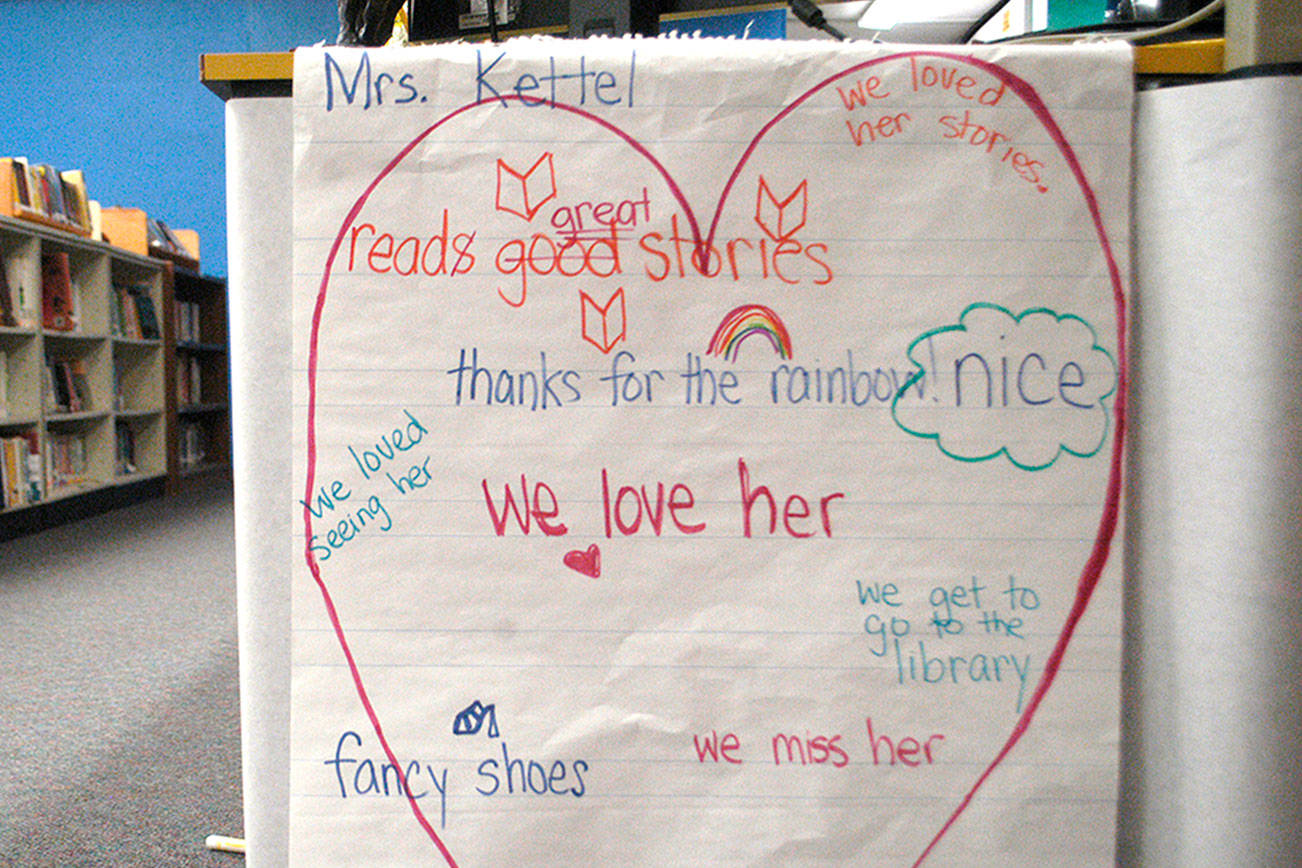 Mrs. Kettel
we loved
her stories.
great
reads good stories
thanks for the rainbow!
nice
we loved
seeing her
we love her
we get to
go to the
library
fancy shoes
we miss her